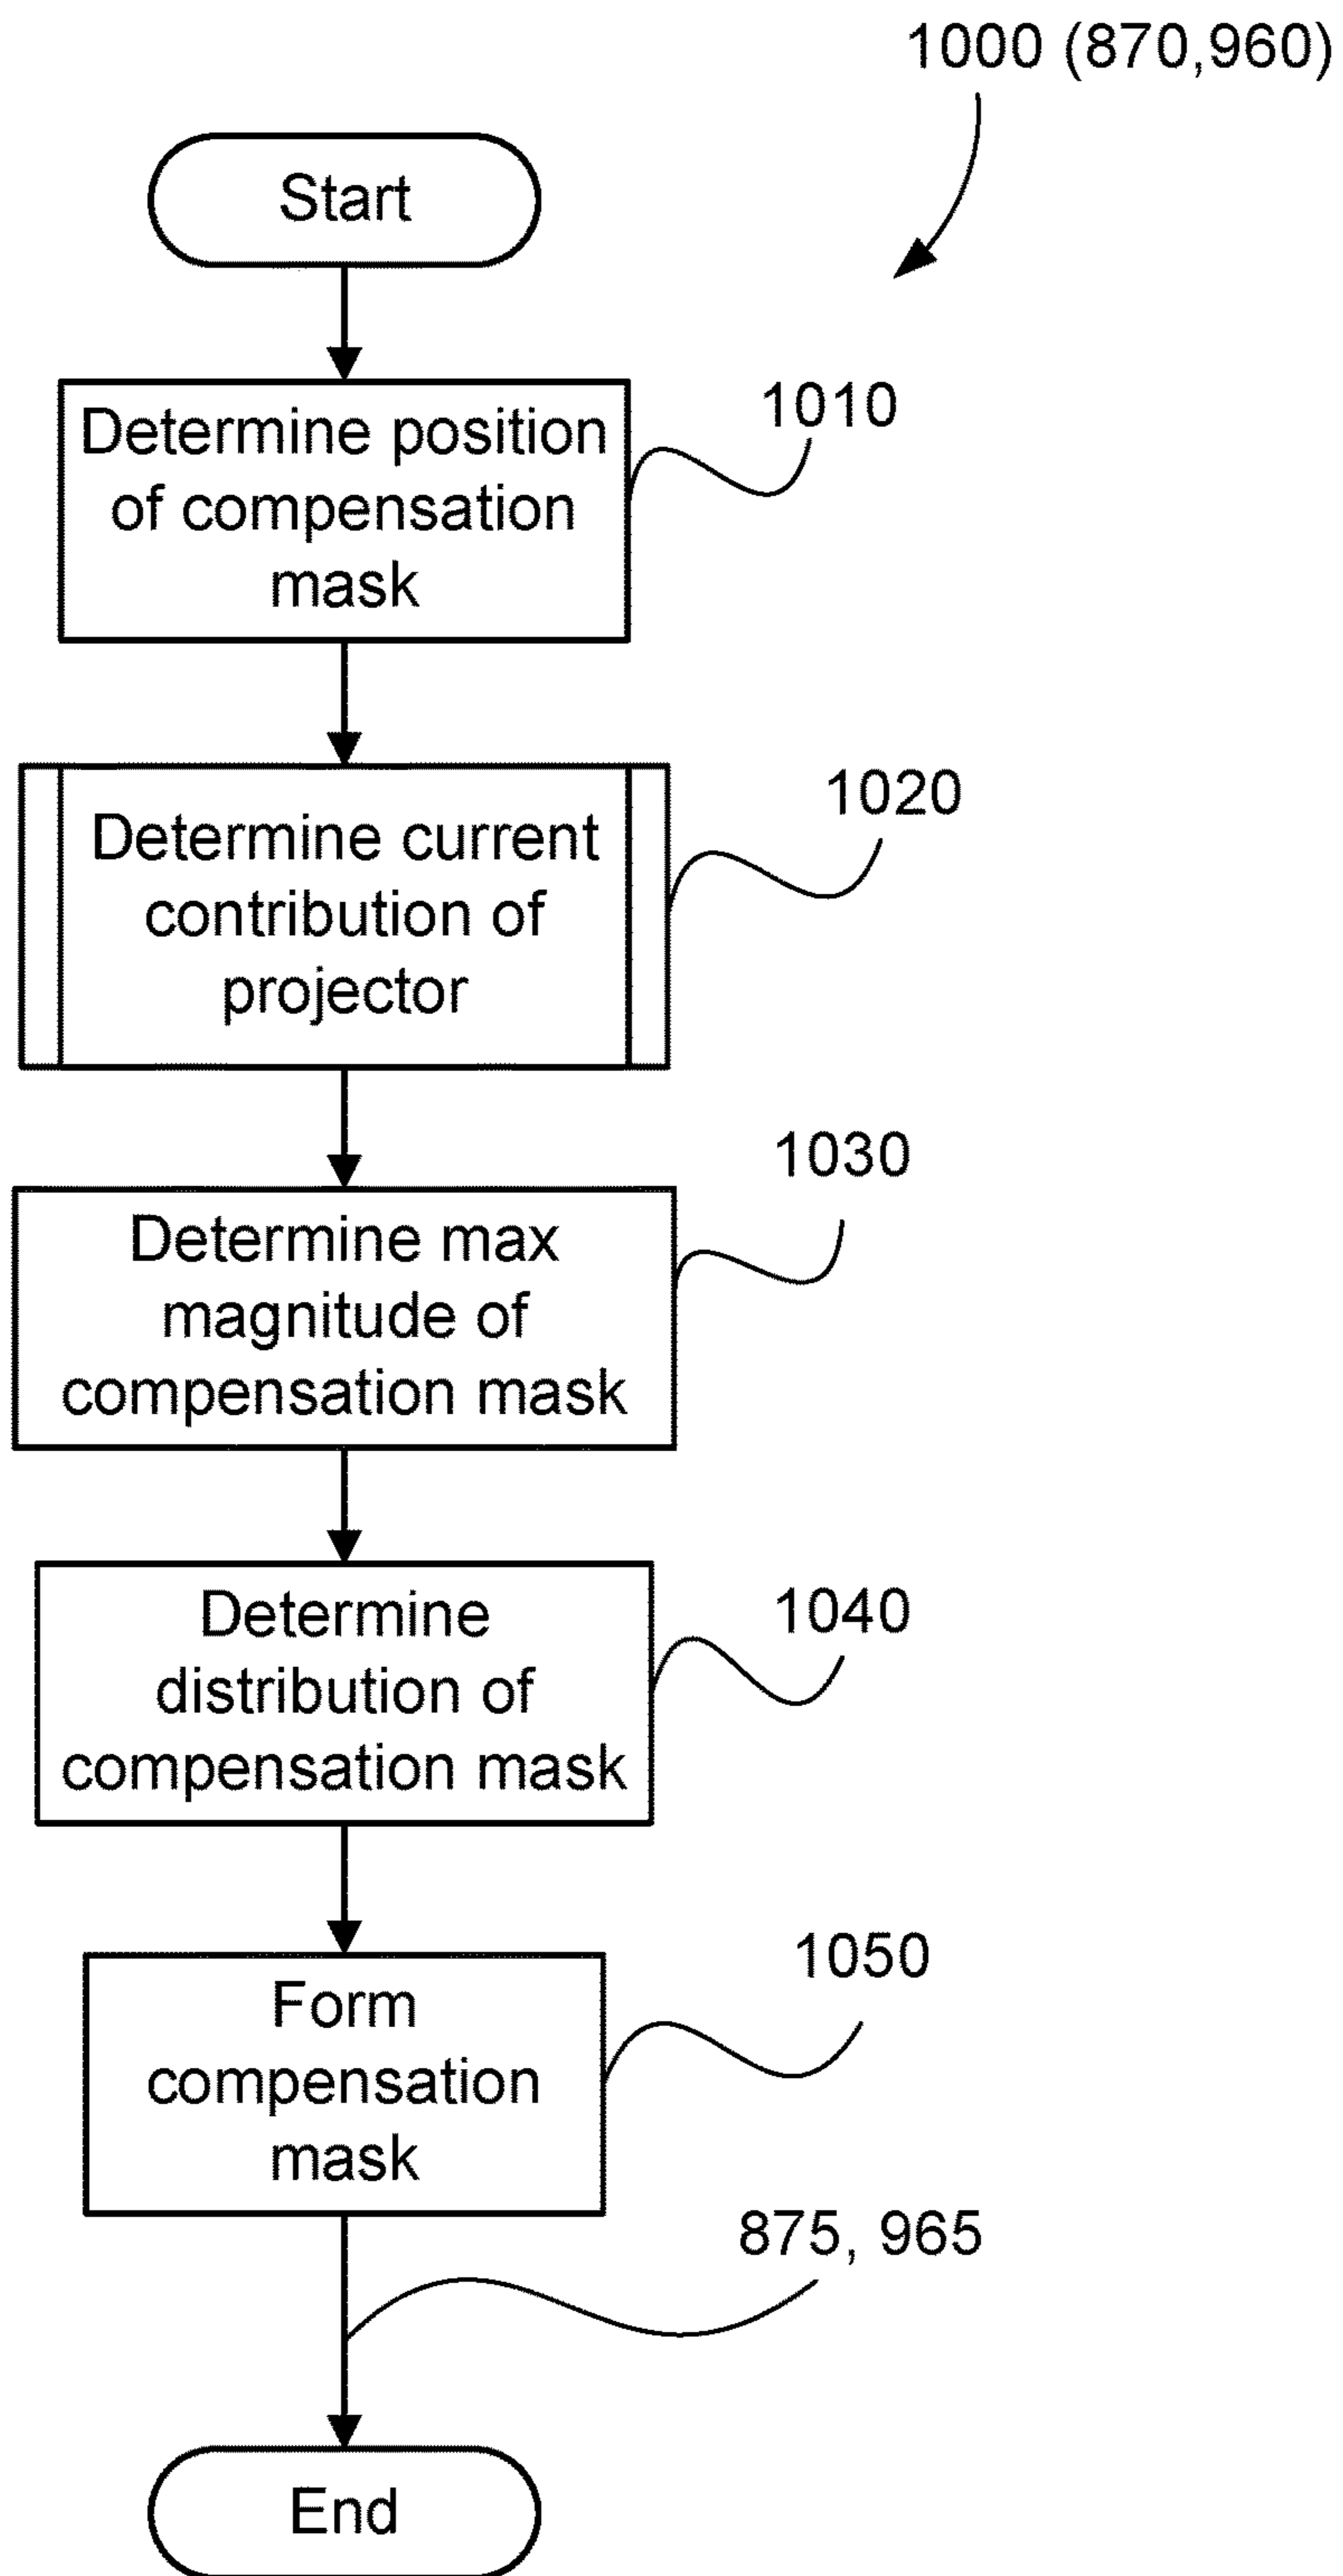 1000 (870,960)
Start
Determine position
of compensation
mask
1010
Determine current
contribution of
projector
1020
Determine max
magnitude of
compensation mask
1030
Determine
distribution of
compensation mask
1040
Form
compensation
mask
1050
875, 965
End